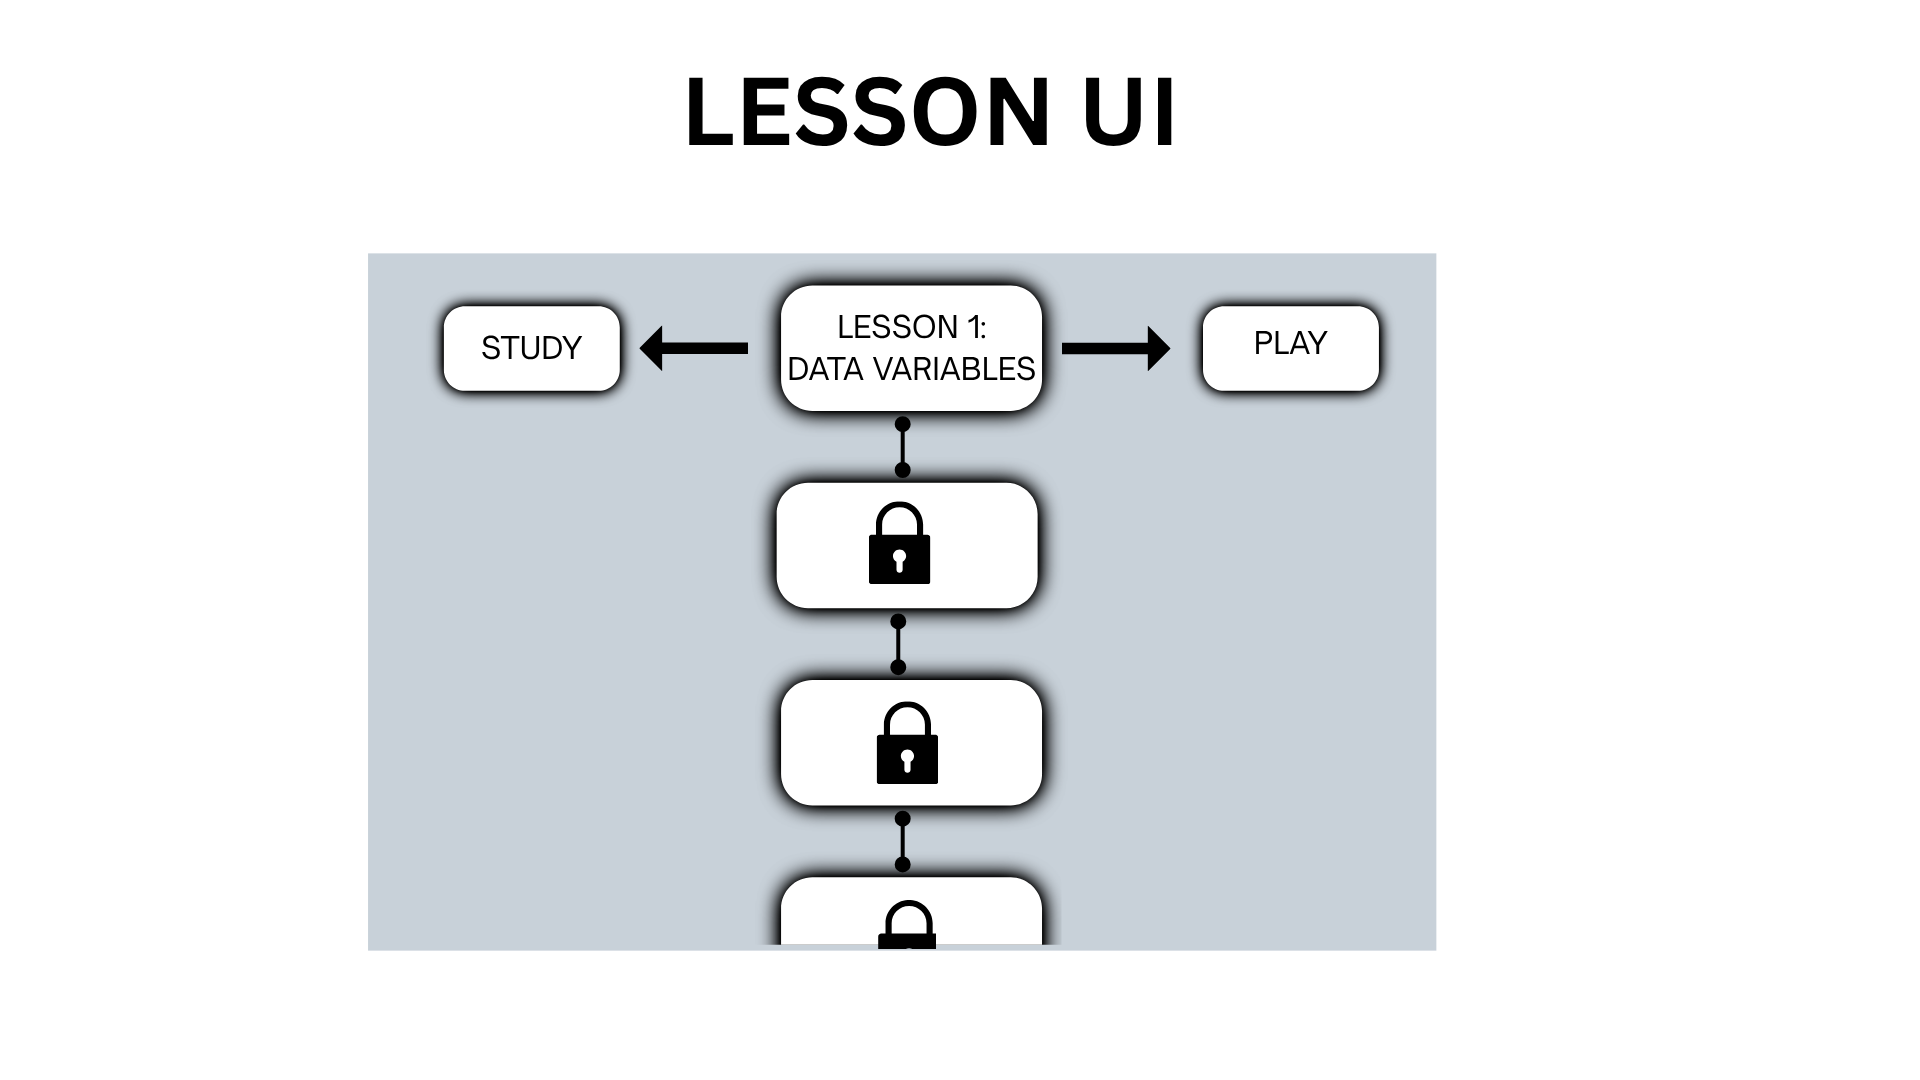 LESSON UI
STUDY
LESSON 1:
DATA VARIABLES
PLAY